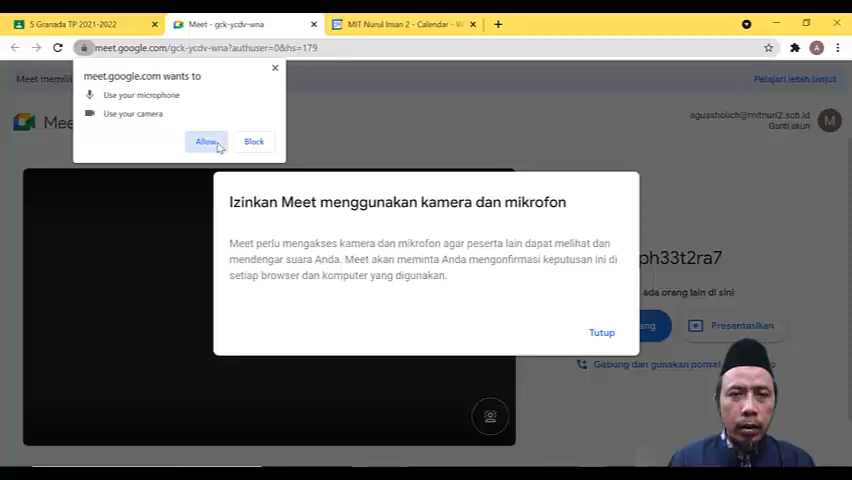 5 Granada TP 2021-2022
Meet - gck-ycdv-wna
MIT Nurul Iman 2 - Calendar - W
meet.google.com/gck-ycdv-wna?authuser=0&hs=179
A
meet.google.com wants to
Use your microphone
Use your camera
Allow
Block
Meet memili
Pelajari lebih lanjut
Mee
agussholich@mitnuri2.sch.id
Ganti akun
M
Izinkan Meet menggunakan kamera dan mikrofon
Meet perlu mengakses kamera dan mikrofon agar peserta lain dapat melihat dan
mendengar suara Anda. Meet akan meminta Anda mengonfirmasi keputusan ini di
setiap browser dan komputer yang digunakan.
Tutup
ph33t2ra7
ada orang lain di sini
ang
Presentasikan
Gabung dan gunakan ponsel